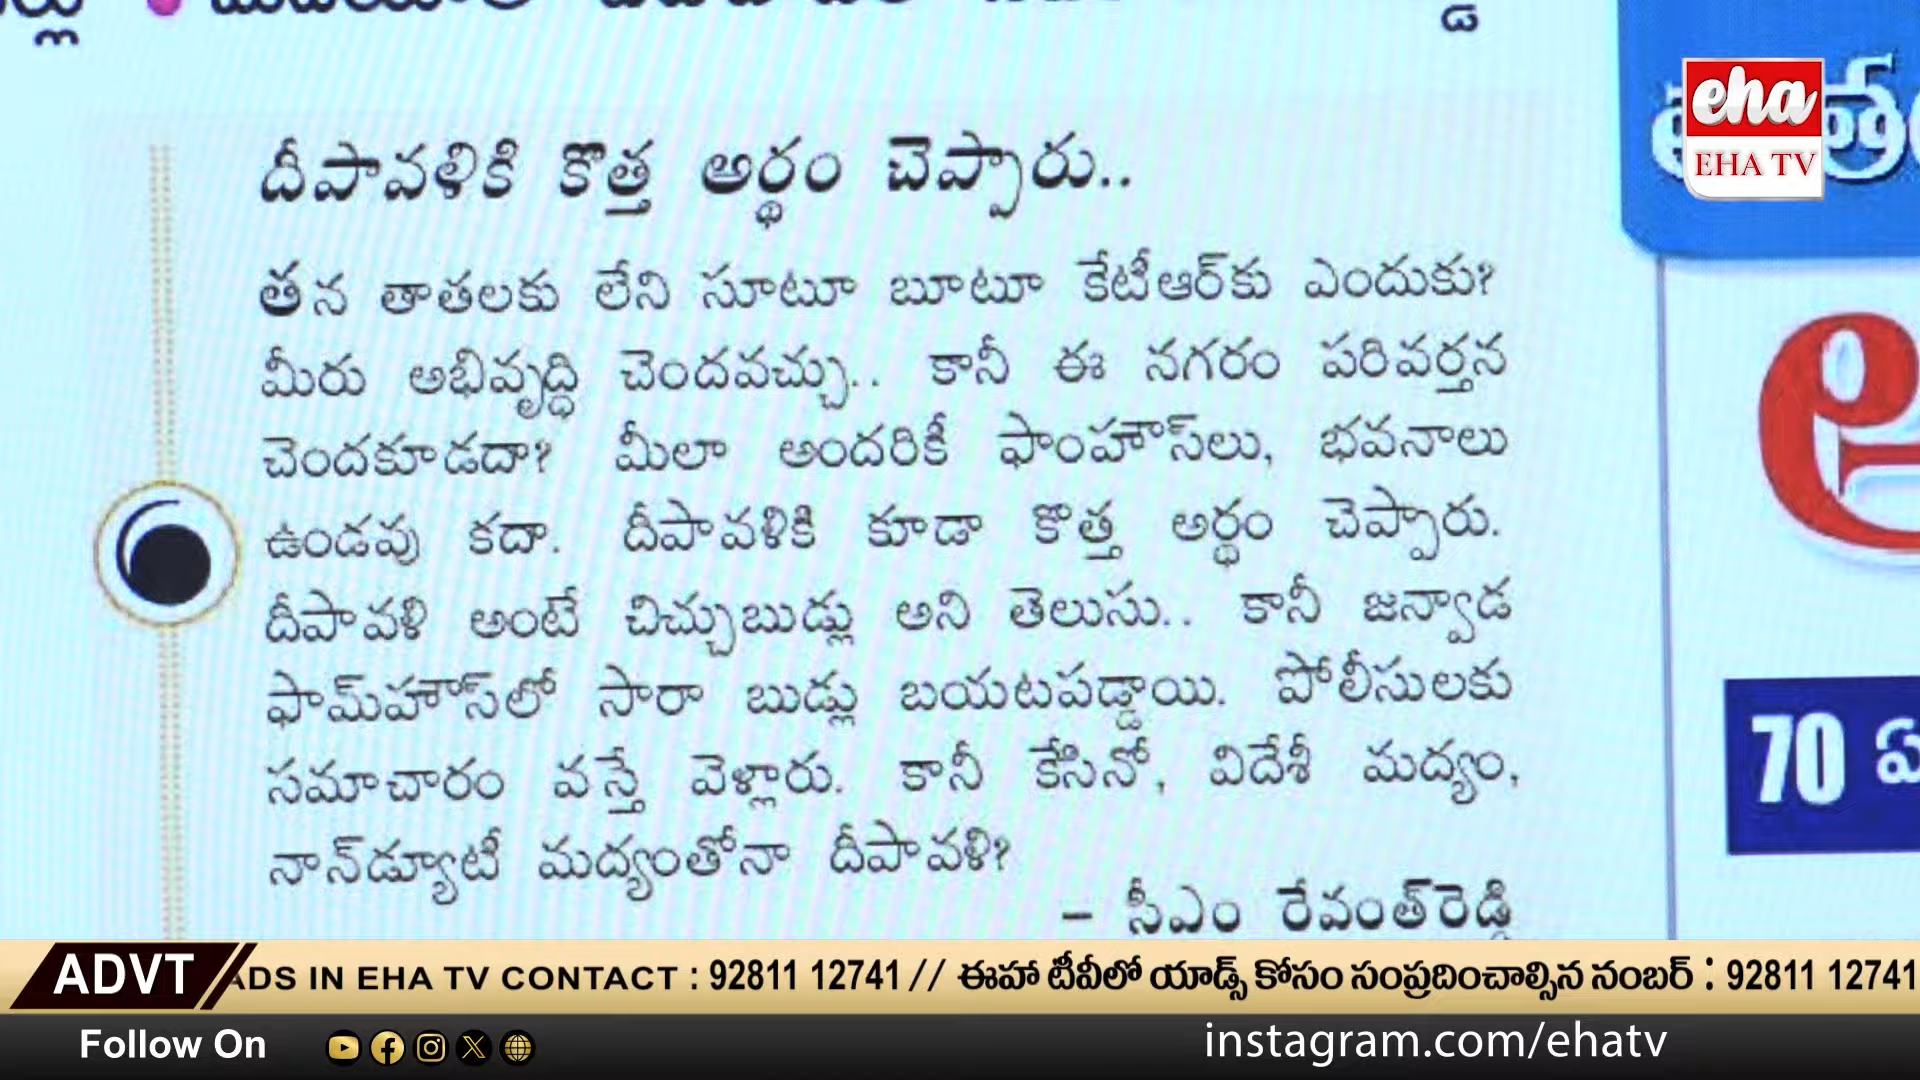 eha
EHA TV
దీపావళికి కొత్త అర్థం చెప్పారు..
తన తాతలకు లేని సూటూ బూటూ కేటీఆర్‌కు ఎందుకు?
మీరు అభివృద్ధి చెందవచ్చు.. కానీ ఈ నగరం పరివర్తన
చెందకూడదా? మీలా అందరికీ ఫాంహౌస్‌లు, భవనాలు
ఉండవు కదా. దీపావళికి కూడా కొత్త అర్థం చెప్పారు.
దీపావళి అంటే చిచ్చుబుడ్లు అని తెలుసు.. కానీ జన్వాడ
ఫామ్‌హౌస్‌లో సారా బుడ్లు బయటపడ్డాయి. పోలీసులకు
సమాచారం వస్తే వెళ్లారు. కానీ కేసినో, విదేశీ మద్యం,
నాన్‌డ్యూటీ మద్యంతోనా దీపావళి?
– సీఎం రేవంత్‌రెడ్డి
70
ADVT ADS IN EHA TV CONTACT : 92811 12741 // ఈహా టీవీలో యాడ్స్ కోసం సంప్రదించాల్సిన నంబర్ : 92811 12741
Follow On instagram.com/ehatv